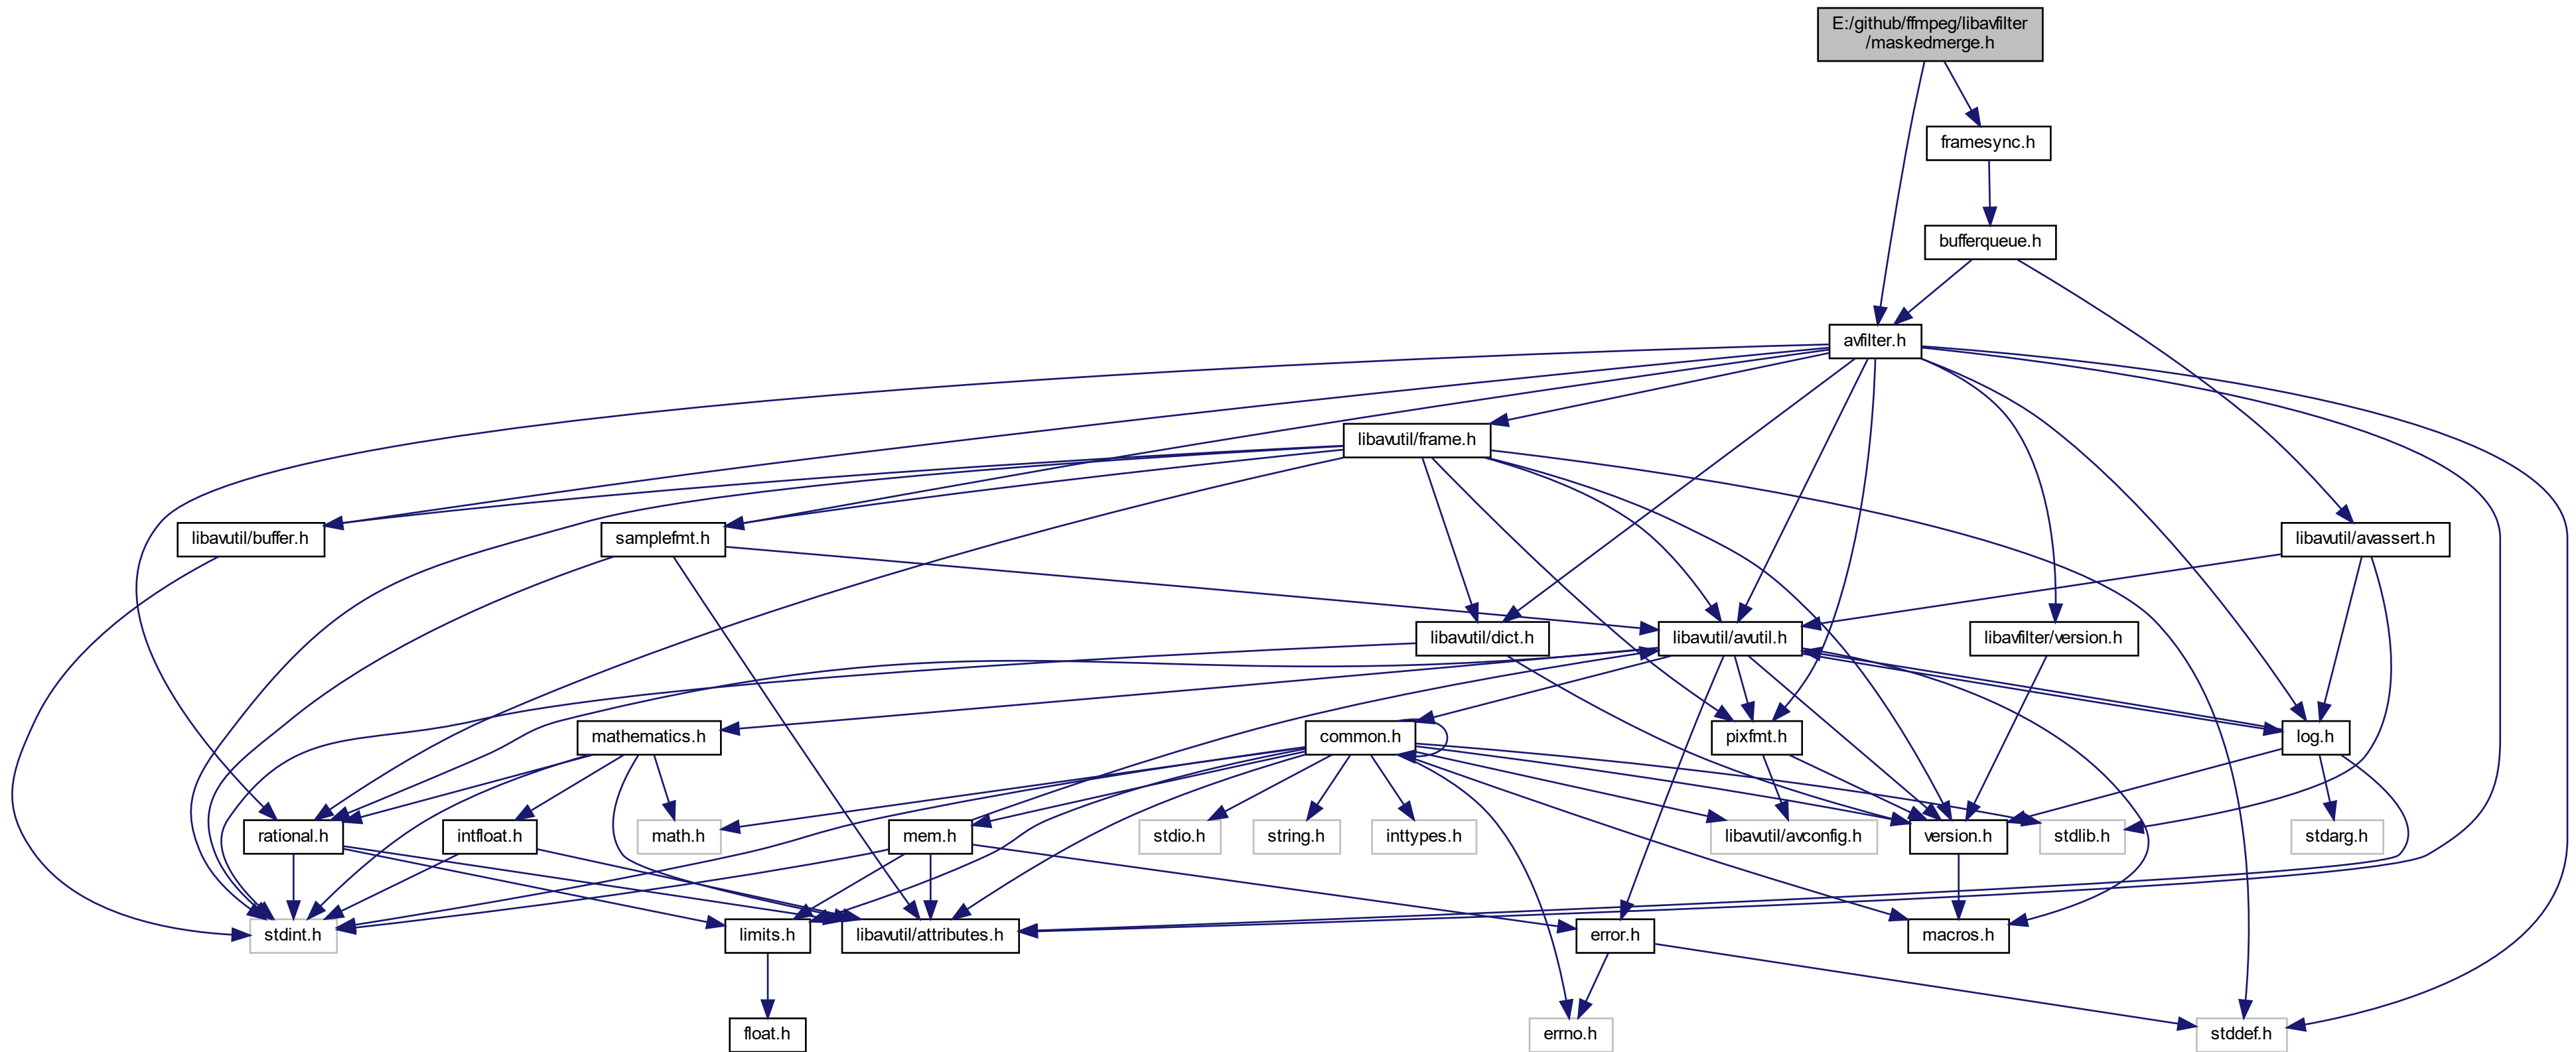 E:/github/ffmpeg/libavfilter
/maskedmerge.h
framesync.h
bufferqueue.h
avfilter.h
libavutil/frame.h
libavutil/buffer.h
samplefmt.h
libavutil/avassert.h
libavutil/dict.h
libavutil/avutil.h
libavfilter/version.h
mathematics.h
common.h
pixfmt.h
log.h
rational.h
intfloat.h
math.h
mem.h
stdio.h
string.h
inttypes.h
libavutil/avconfig.h
version.h
stdlib.h
stdarg.h
stdint.h
limits.h
libavutil/attributes.h
error.h
macros.h
float.h
errno.h
stddef.h